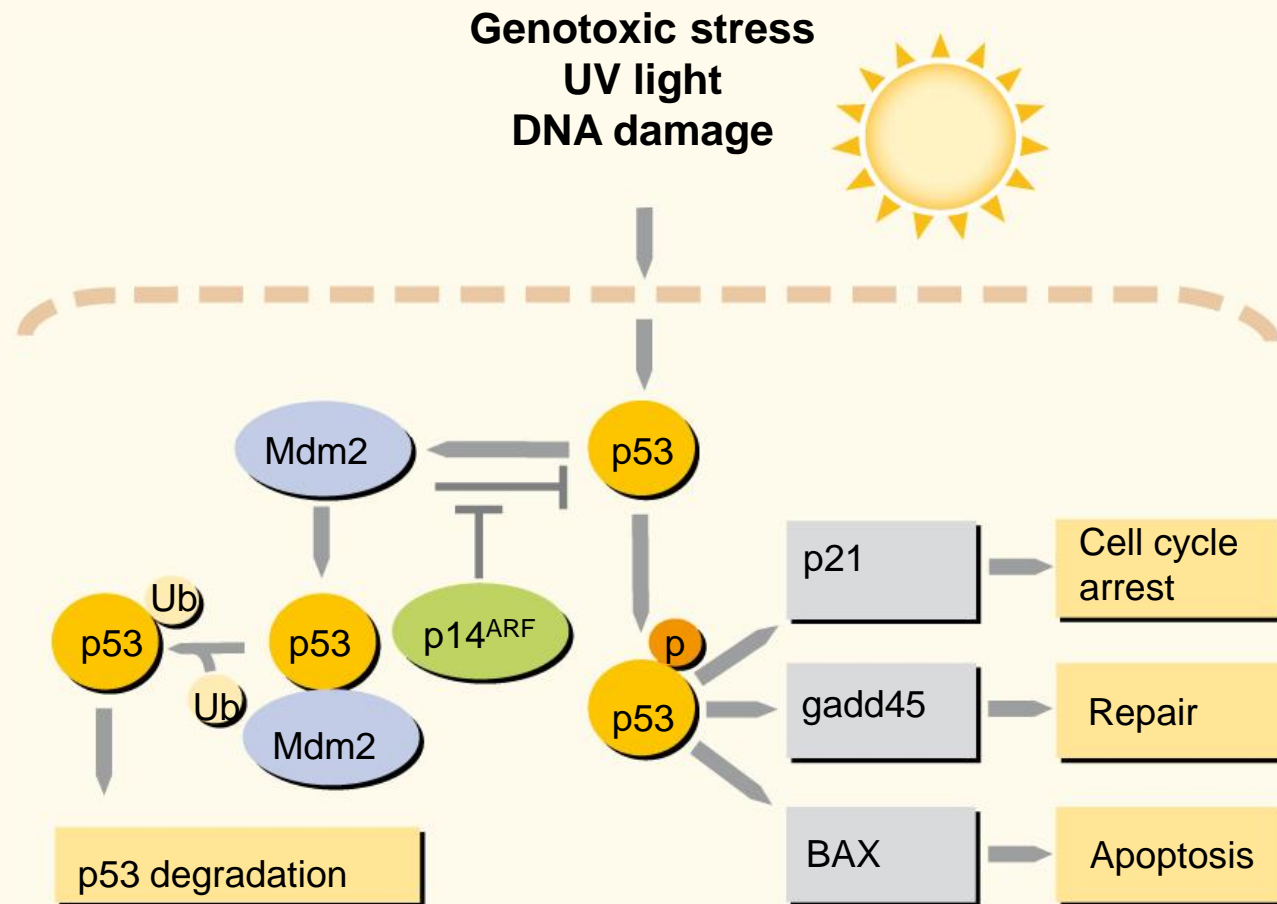 Genotoxic stress
UV light
DNA damage
Mdm2
p53
p21
Cell cycle
arrest
Ub
p53
p53
p14ARF
p
Ub
Mdm2
p53
gadd45
Repair
p53 degradation
BAX
Apoptosis